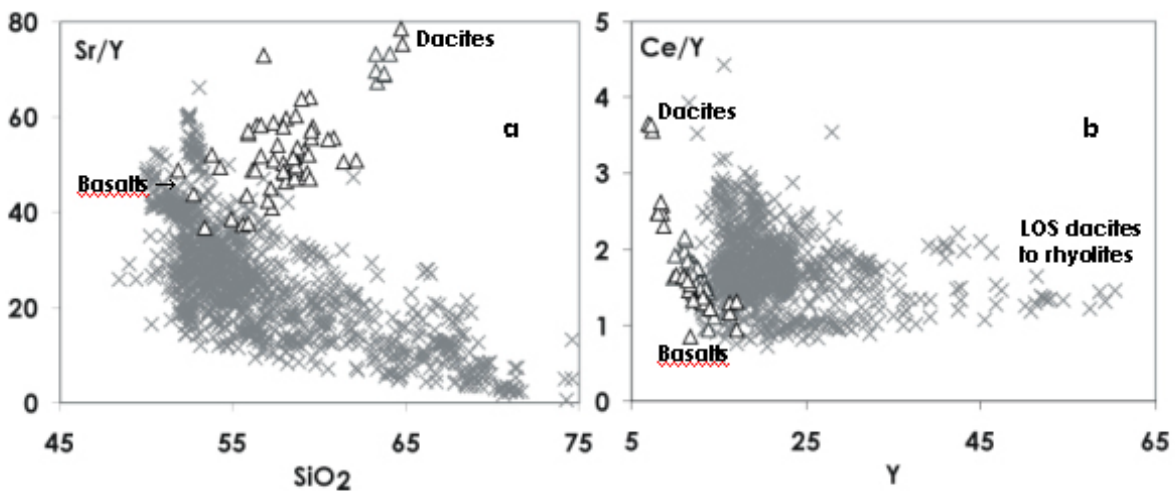 80
60
40
20
0
Sr/Y
Dacites
a
Basalts →
45
55
65
75
SiO2
5
4
3
2
1
0
Ce/Y
Dacites
b
LOS dacites
to rhyolites
Basalts
5
25
45
65
Y